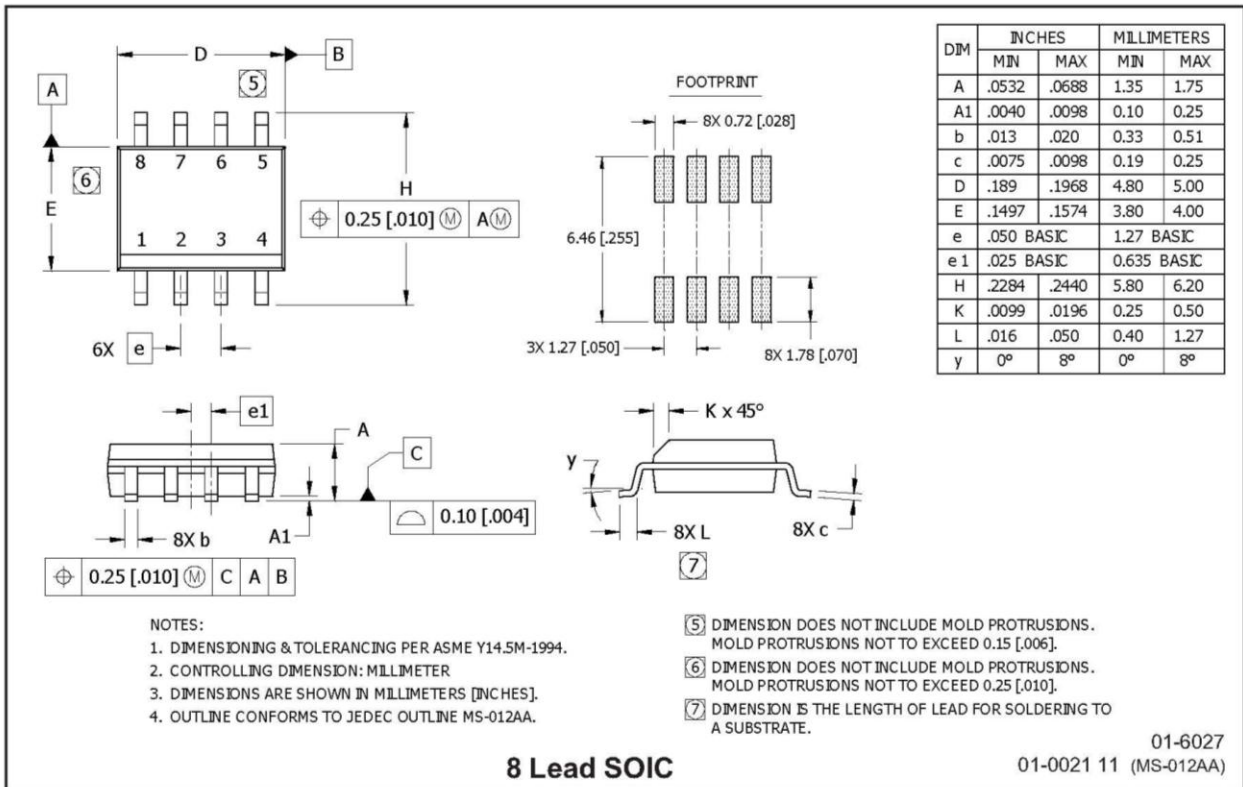 D
B
5
A
8 7 6 5
6
E
H
⌖ 0.25 [.010] Ⓜ AⓂ
1 2 3 4
6X e
FOOTPRINT
8X 0.72 [.028]
6.46 [.255]
3X 1.27 [.050]
8X 1.78 [.070]
DIM INCHES MILLIMETERS
MIN MAX MIN MAX
A .0532 .0688 1.35 1.75
A1 .0040 .0098 0.10 0.25
b .013 .020 0.33 0.51
c .0075 .0098 0.19 0.25
D .189 .1968 4.80 5.00
E .1497 .1574 3.80 4.00
e .050 BASIC 1.27 BASIC
e 1 .025 BASIC 0.635 BASIC
H .2284 .2440 5.80 6.20
K .0099 .0196 0.25 0.50
L .016 .050 0.40 1.27
y 0° 8° 0° 8°
e1
A
C
0.10 [.004]
A1
8X b
⌖ 0.25 [.010] Ⓜ C A B
K x 45°
y
8X L
8X c
7
NOTES:
1. DIMENSIONING & TOLERANCING PER ASME Y14.5M-1994.
2. CONTROLLING DIMENSION: MILLIMETER
3. DIMENSIONS ARE SHOWN IN MILLIMETERS [INCHES].
4. OUTLINE CONFORMS TO JEDEC OUTLINE MS-012AA.
5 DIMENSION DOES NOT INCLUDE MOLD PROTRUSIONS.
MOLD PROTRUSIONS NOT TO EXCEED 0.15 [.006].
6 DIMENSION DOES NOT INCLUDE MOLD PROTRUSIONS.
MOLD PROTRUSIONS NOT TO EXCEED 0.25 [.010].
7 DIMENSION IS THE LENGTH OF LEAD FOR SOLDERING TO
A SUBSTRATE.
8 Lead SOIC
01-6027
01-0021 11 (MS-012AA)